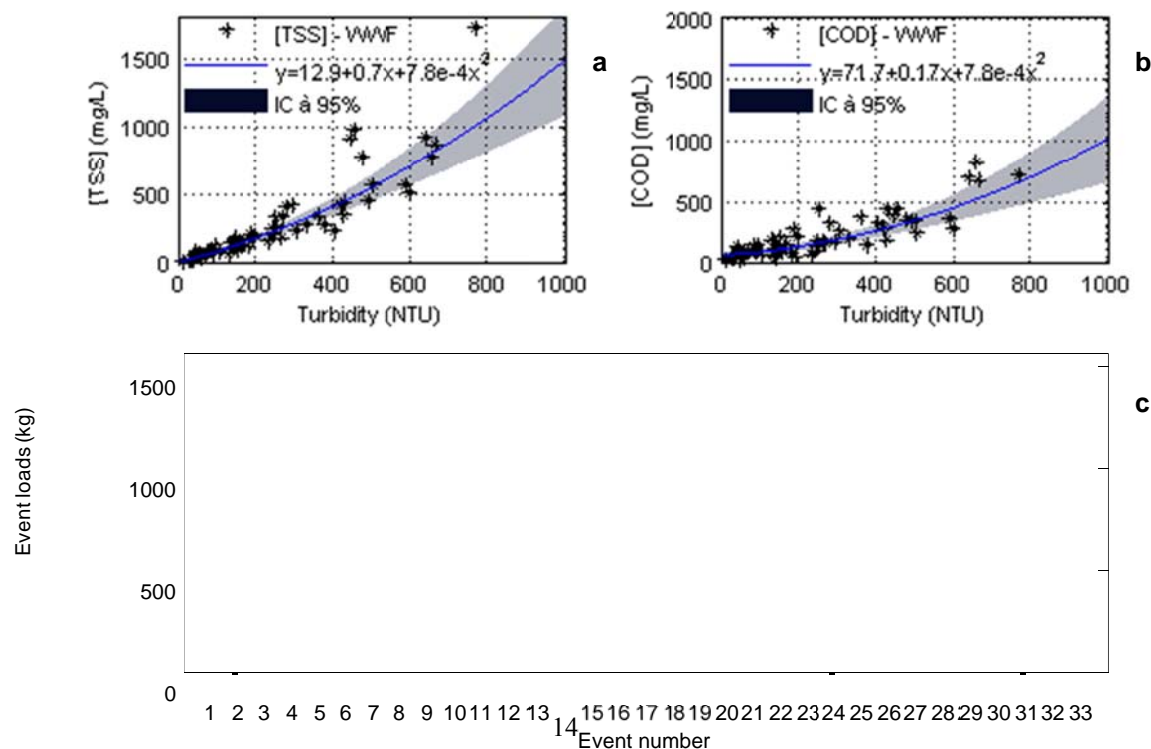 [TSS] - WWF
y=12.9+0.7x+7.8e-4x²
IC à 95%
1500
1000
500
0
[TSS] (mg/L)
0 200 400 600 800 1000
Turbidity (NTU)
a
2000
[COD] - WWF
y=71.7+0.17x+7.8e-4x²
IC à 95%
1500
1000
500
0
[COD] (mg/L)
0 200 400 600 800 1000
Turbidity (NTU)
b
c
Event loads (kg)
1500
1000
500
0
1 2 3 4 5 6 7 8 9 10 11 12 13 14 15 16 17 18 19 20 21 22 23 24 25 26 27 28 29 30 31 32 33
Event number